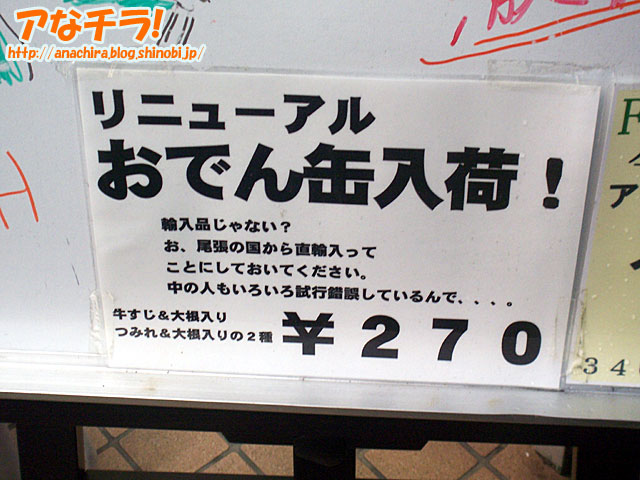 アなチラ!
http://anachira.blog.shinobi.jp/
リニューアル
おでん缶入荷！
輸入品じゃない？
お、尾張の国から直輸入って
ことにしておいてください。
中の人もいろいろ試行錯誤しているんで、、、、。
牛すじ＆大根入り
つみれ＆大根入りの２種
￥２７０
F
ア
３４